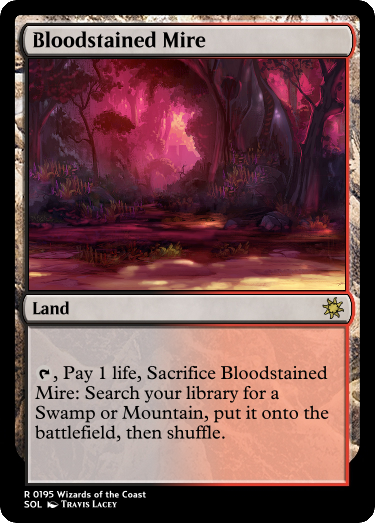 Bloodstained Mire
Land
, Pay 1 life, Sacrifice Bloodstained
Mire: Search your library for a
Swamp or Mountain, put it onto the
battlefield, then shuffle.
R 0195 Wizards of the Coast
SOL Travis Lacey